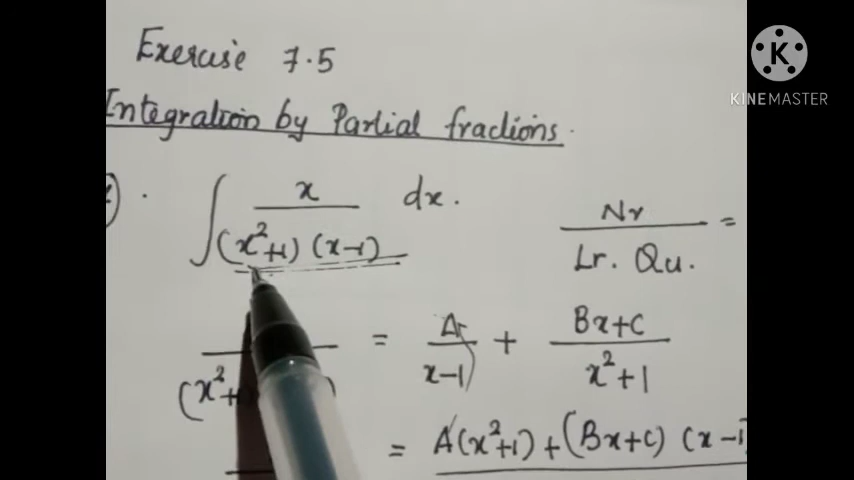 Exercise 7.5
Integration by Partial fractions.
∫ x / (x²+1)(x-1) dx.
Nr / Lr. Qu. =
= A / x-1 + Bx+C / x²+1
= A(x²+1)+(Bx+C)(x-1
KINEMASTER